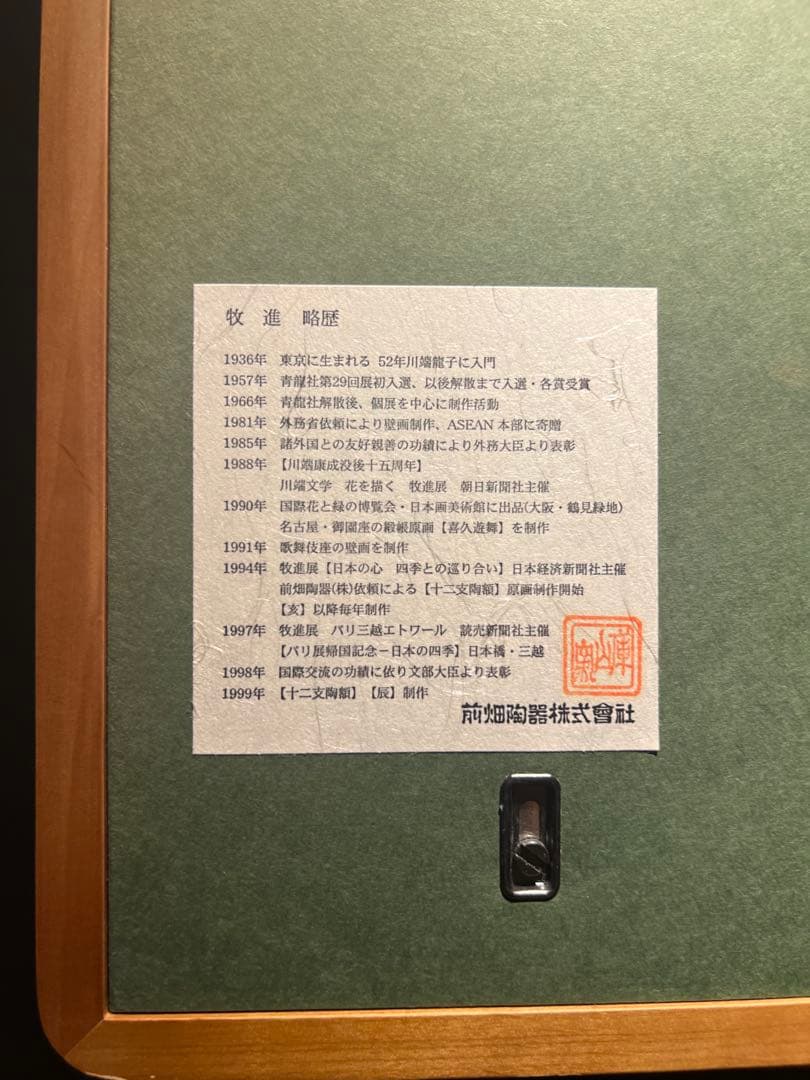 牧 進 略歴
1936年 東京に生まれる 52年川端龍子に入門
1957年 青龍社第29回展初入選、以後解散まで入選・各賞受賞
1966年 青龍社解散後、個展を中心に制作活動
1981年 外務省依頼により壁画制作、ASEAN本部に寄贈
1985年 諸外国との友好親善の功績により外務大臣より表彰
1988年 【川端康成没後十五周年】
川端文学 花を描く 牧進展 朝日新聞社主催
1990年 国際花と緑の博覧会・日本画美術館に出品(大阪・鶴見緑地)
名古屋・御園座の緞帳原画【喜久遊舞】を制作
1991年 歌舞伎座の壁画を制作
1994年 牧進展【日本の心 四季との巡り合い】日本経済新聞社主催
前畑陶器(株)依頼による【十二支陶額】原画制作開始
【亥】以降毎年制作
1997年 牧進展 パリ三越エトワール 読売新聞社主催
【パリ展帰国記念−日本の四季】日本橋・三越
1998年 国際交流の功績に依り文部大臣より表彰
1999年 【十二支陶額】【辰】制作
前畑陶器株式會社